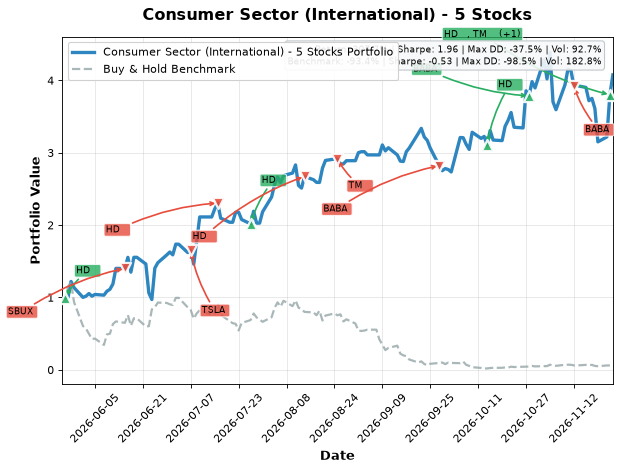 Consumer Sector (International) - 5 Stocks
HD , TM (+1)
Consumer Sector (International) - 5 Stocks Portfolio
Buy & Hold Benchmark
Sharpe: 1.96 | Max DD: -37.5% | Vol: 92.7%
Benchmark: -93.4% | Sharpe: -0.53 | Max DD: -98.5% | Vol: 182.8%
BABA
HD
BABA
HD
TM
BABA
HD
HD
HD
SBUX
TSLA
Portfolio Value
4
3
2
1
0
2026-06-05
2026-06-21
2026-07-07
2026-07-23
2026-08-08
2026-08-24
2026-09-09
2026-09-25
2026-10-11
2026-10-27
2026-11-12
Date